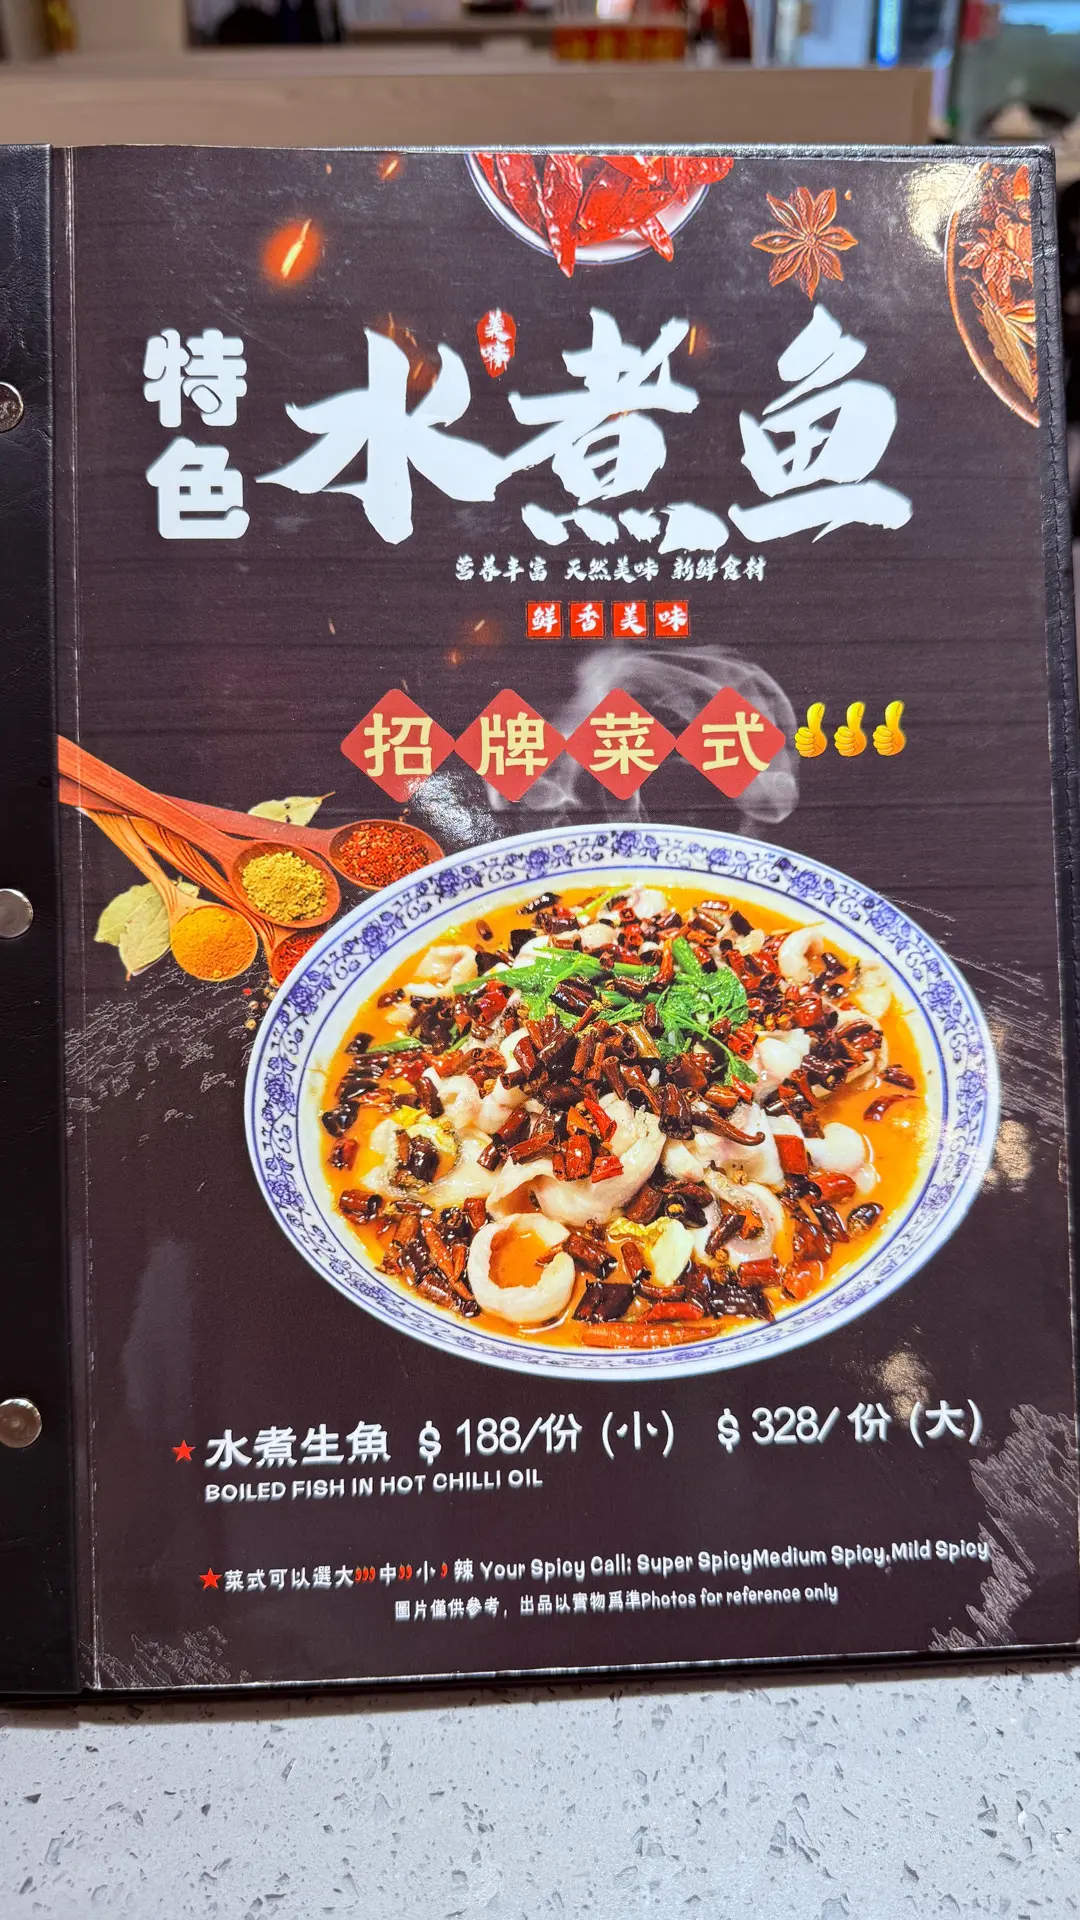 特色
水煮鱼
美味
营养丰富 天然美味 新鲜食材
鲜香美味
招牌菜式
水煮生魚 $ 188/份 (小) $ 328/份 (大)
BOILED FISH IN HOT CHILLI OIL
菜式可以選大中小辣 Your Spicy Call: Super SpicyMedium Spicy,Mild Spicy
圖片僅供參考，出品以實物爲準Photos for reference only